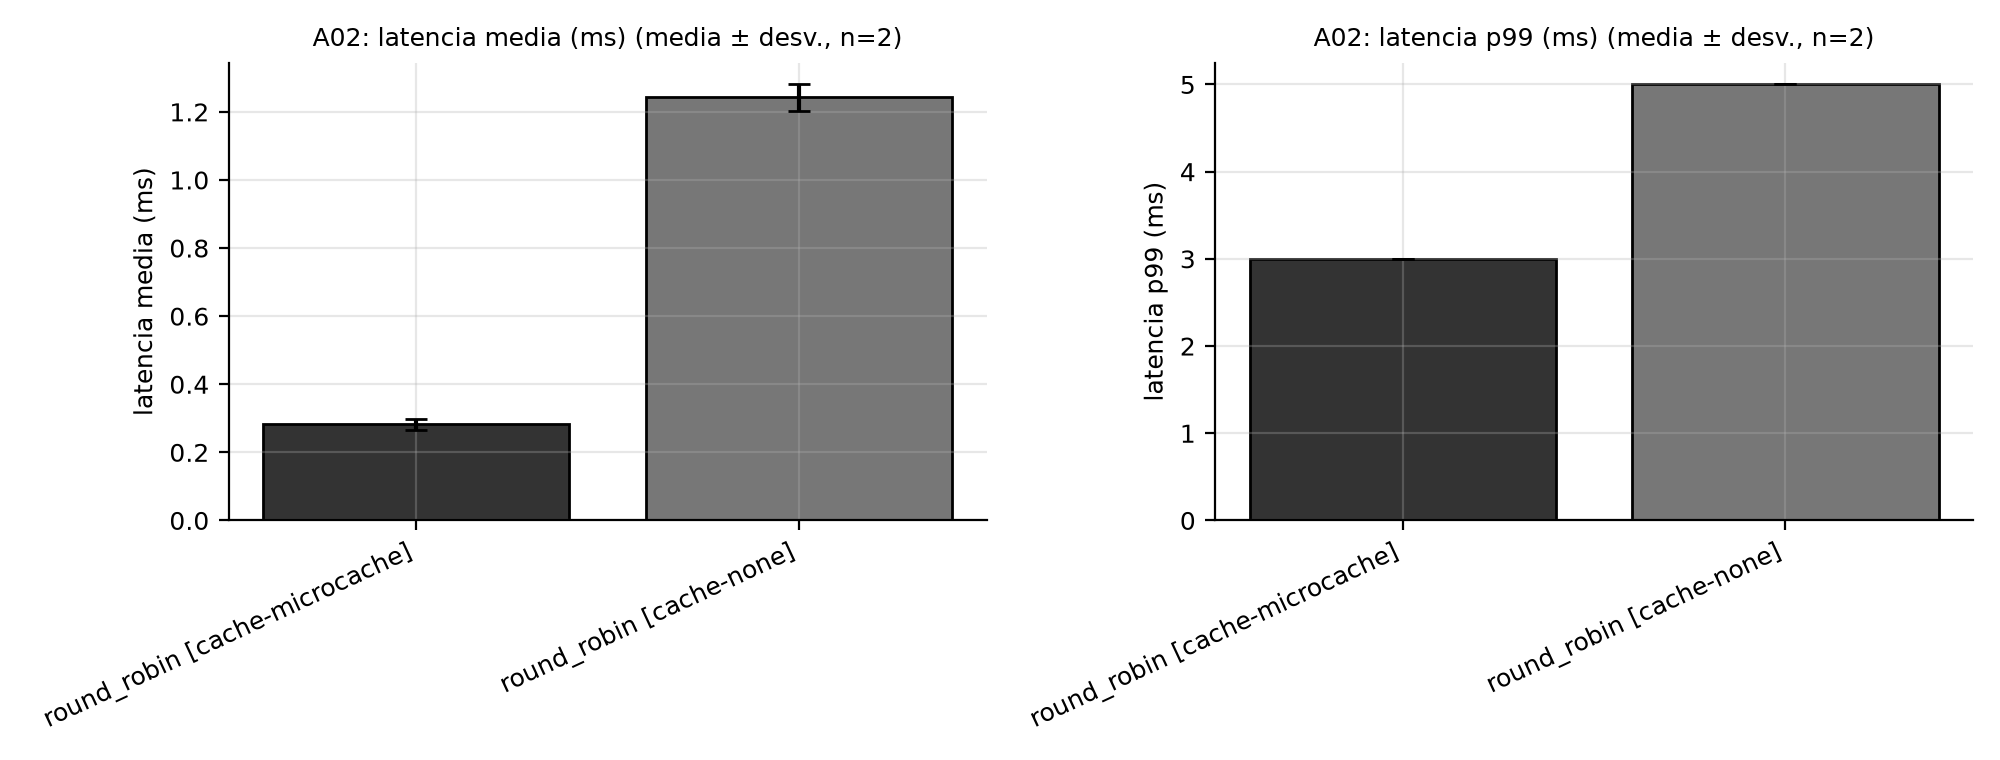 A02: latencia media (ms) (media ± desv., n=2)
latencia media (ms)
1.2
1.0
0.8
0.6
0.4
0.2
0.0
round_robin [cache-microcache]
round_robin [cache-none]
A02: latencia p99 (ms) (media ± desv., n=2)
latencia p99 (ms)
5
4
3
2
1
0
round_robin [cache-microcache]
round_robin [cache-none]